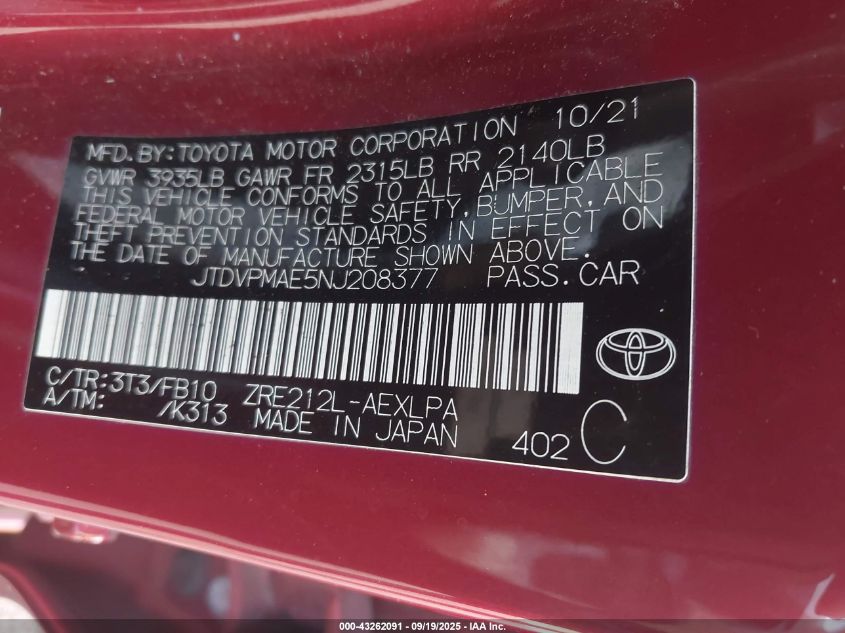 MFD.BY:TOYOTA MOTOR CORPORATION 10/21
GVWR 3935LB GAWR FR 2315LB RR 2140LB
THIS VEHICLE CONFORMS TO ALL APPLICABLE
FEDERAL MOTOR VEHICLE SAFETY,BUMPER,AND
THEFT PREVENTION STANDARDS IN EFFECT ON
THE DATE OF MANUFACTURE SHOWN ABOVE.
JTDVPMAE5NJ208377 PASS.CAR
C/TR:3T3/FB10 ZRE212L-AEXLPA
A/TM: /K313 MADE IN JAPAN 402 C
000-43262091 - 09/19/2025 - IAA Inc.